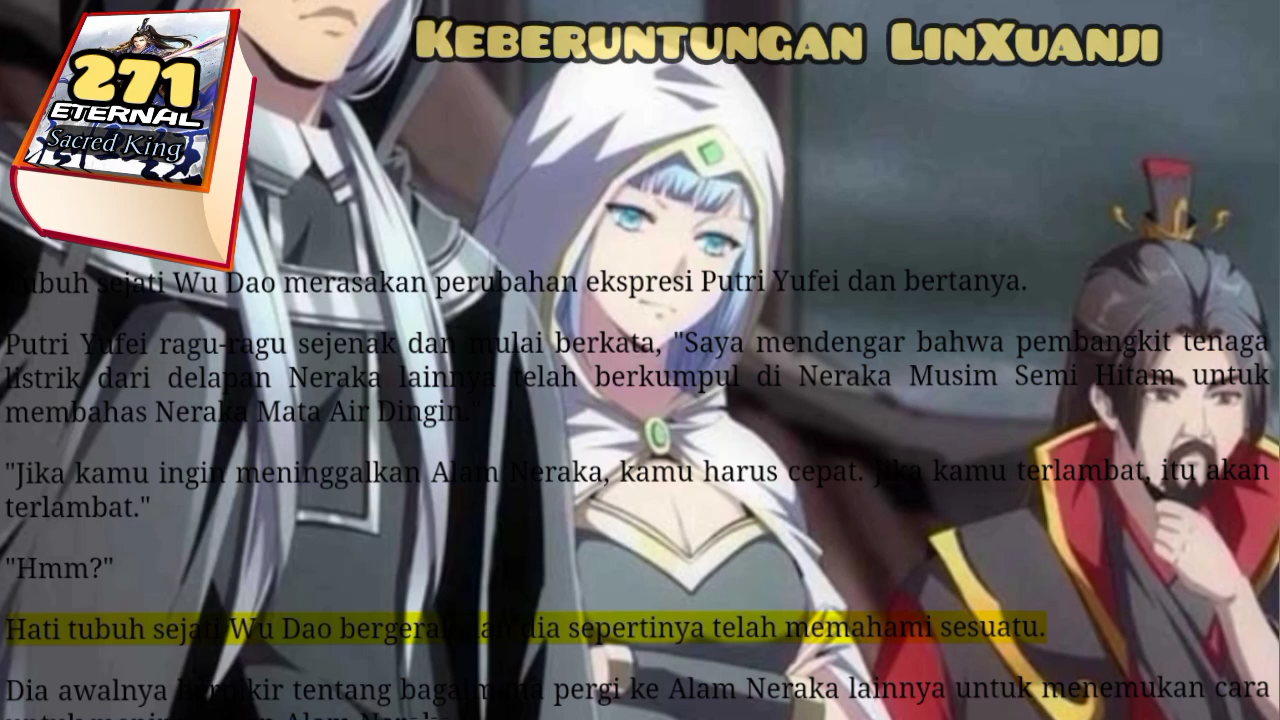 KEBERUNTUNGAN LINXUANJI
271
ETERNAL
Sacred King
tubuh sejati Wu Dao merasakan perubahan ekspresi Putri Yufei dan bertanya.
Putri Yufei ragu-ragu sejenak dan mulai berkata, "Saya mendengar bahwa pembangkit tenaga
listrik dari delapan Neraka lainnya telah berkumpul di Neraka Musim Semi Hitam untuk
membahas Neraka Mata Air Dingin."
"Jika kamu ingin meninggalkan Alam Neraka, kamu harus cepat. Jika kamu terlambat, itu akan
terlambat."
"Hmm?"
Hati tubuh sejati Wu Dao dia sepertinya telah memahami sesuatu.
Dia awalnya tentang bagaimana pergi ke Alam Neraka lainnya untuk menemukan cara